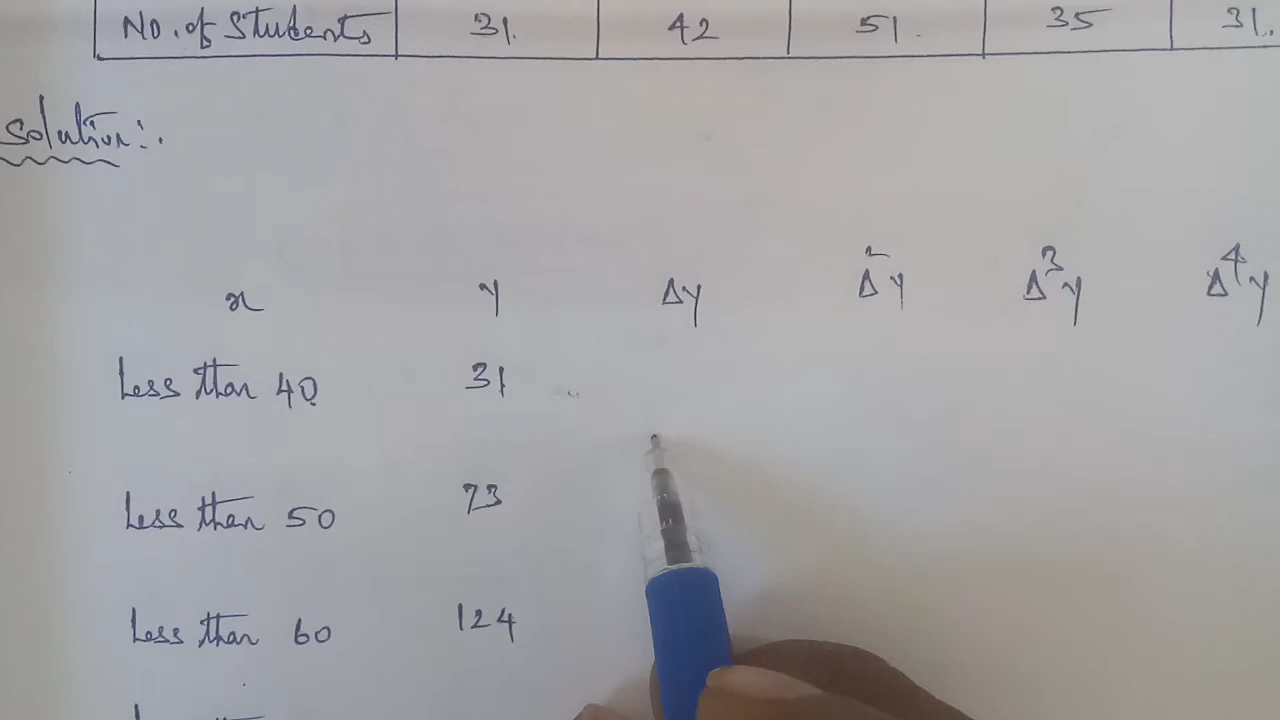 No. of Students 31. 42 51. 35 31..
Solution:.
x y Δy Δ²y Δ³y Δ⁴y
Less than 40 31
Less than 50 73
Less than 60 124